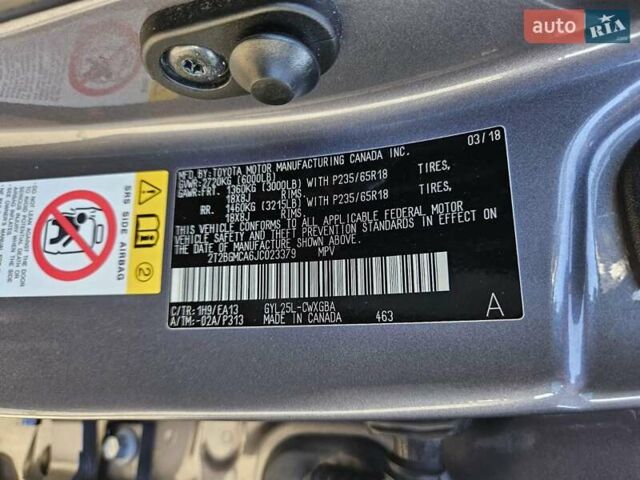 auto RIA.com
MFD.BY:TOYOTA MOTOR MANUFACTURING CANADA INC. 03/18
GVWR:2720KG (6000LB)
GAWR:FRT. 1360KG (3000LB) WITH P235/65R18 TIRES,
18X8J RIMS.
RR. 1460KG (3215LB) WITH P235/65R18 TIRES,
18X8J RIMS.
THIS VEHICLE CONFORMS TO ALL APPLICABLE FEDERAL MOTOR
VEHICLE SAFETY AND THEFT PREVENTION STANDARDS IN EFFECT
ON THE DATE OF MANUFACTURE SHOWN ABOVE.
2T2BGMCA6JC023379 MPV
C/TR:1H9/EA13 GYL25L-CWXGBA A
A/TM:-02A/P313 MADE IN CANADA 463
SRS SIDE AIRBAG
2